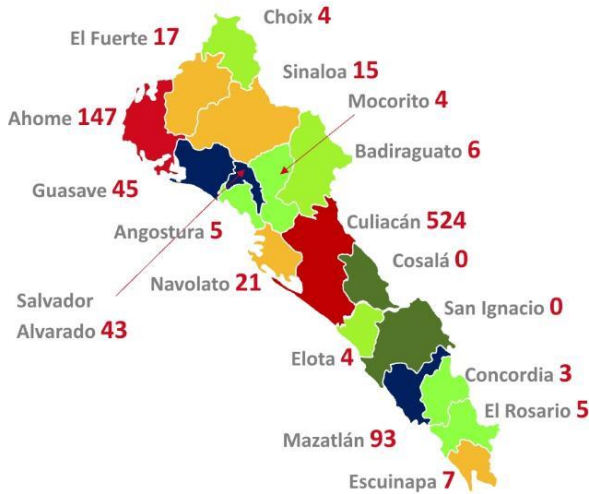 Choix 4
El Fuerte 17
Sinaloa 15
Mocorito 4
Ahome 147
Badiraguato 6
Guasave 45
Culiacán 524
Angostura 5
Cosalá 0
Navolato 21
Salvador
Alvarado 43
San Ignacio 0
Elota 4
Concordia 3
El Rosario 5
Mazatlán 93
Escuinapa 7